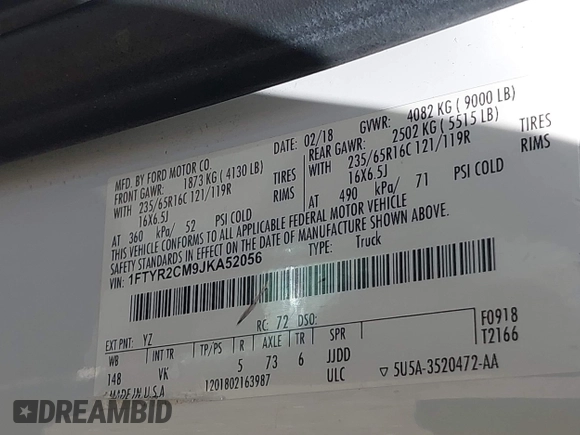 MFD. BY FORD MOTOR CO.
DATE: 02/18
GVWR: 4082 KG ( 9000 LB)
FRONT GAWR: 1873 KG ( 4130 LB)
REAR GAWR: 2502 KG ( 5515 LB)
WITH 235/65R16C 121/119R TIRES
WITH 235/65R16C 121/119R TIRES
16X6.5J RIMS
16X6.5J RIMS
AT 360 kPa/ 52 PSI COLD
AT 490 kPa/ 71 PSI COLD
THIS VEHICLE CONFORMS TO ALL APPLICABLE FEDERAL MOTOR VEHICLE
SAFETY STANDARDS IN EFFECT ON THE DATE OF MANUFACTURE SHOWN ABOVE.
VIN: 1FTYR2CM9JKA52056
TYPE: Truck
EXT PNT: YZ RC: 72 DSO:
F0918
T2166
WB INT TR TP/PS R AXLE TR SPR
148 VK 5 73 6 JJDD
MADE IN U.S.A. 1201802163987 ULC
▽ 5U5A-3520472-AA
DREAMBID